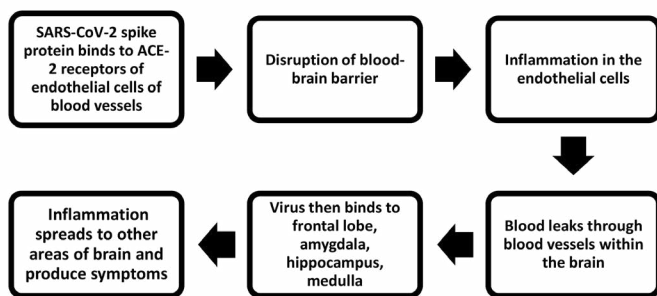 SARS-CoV-2 spike
protein binds to ACE-
2 receptors of
endothelial cells of
blood vessels
Disruption of blood-
brain barrier
Inflammation in the
endothelial cells
Blood leaks through
blood vessels within
the brain
Virus then binds to
frontal lobe,
amygdala,
hippocampus,
medulla
Inflammation
spreads to other
areas of brain and
produce symptoms